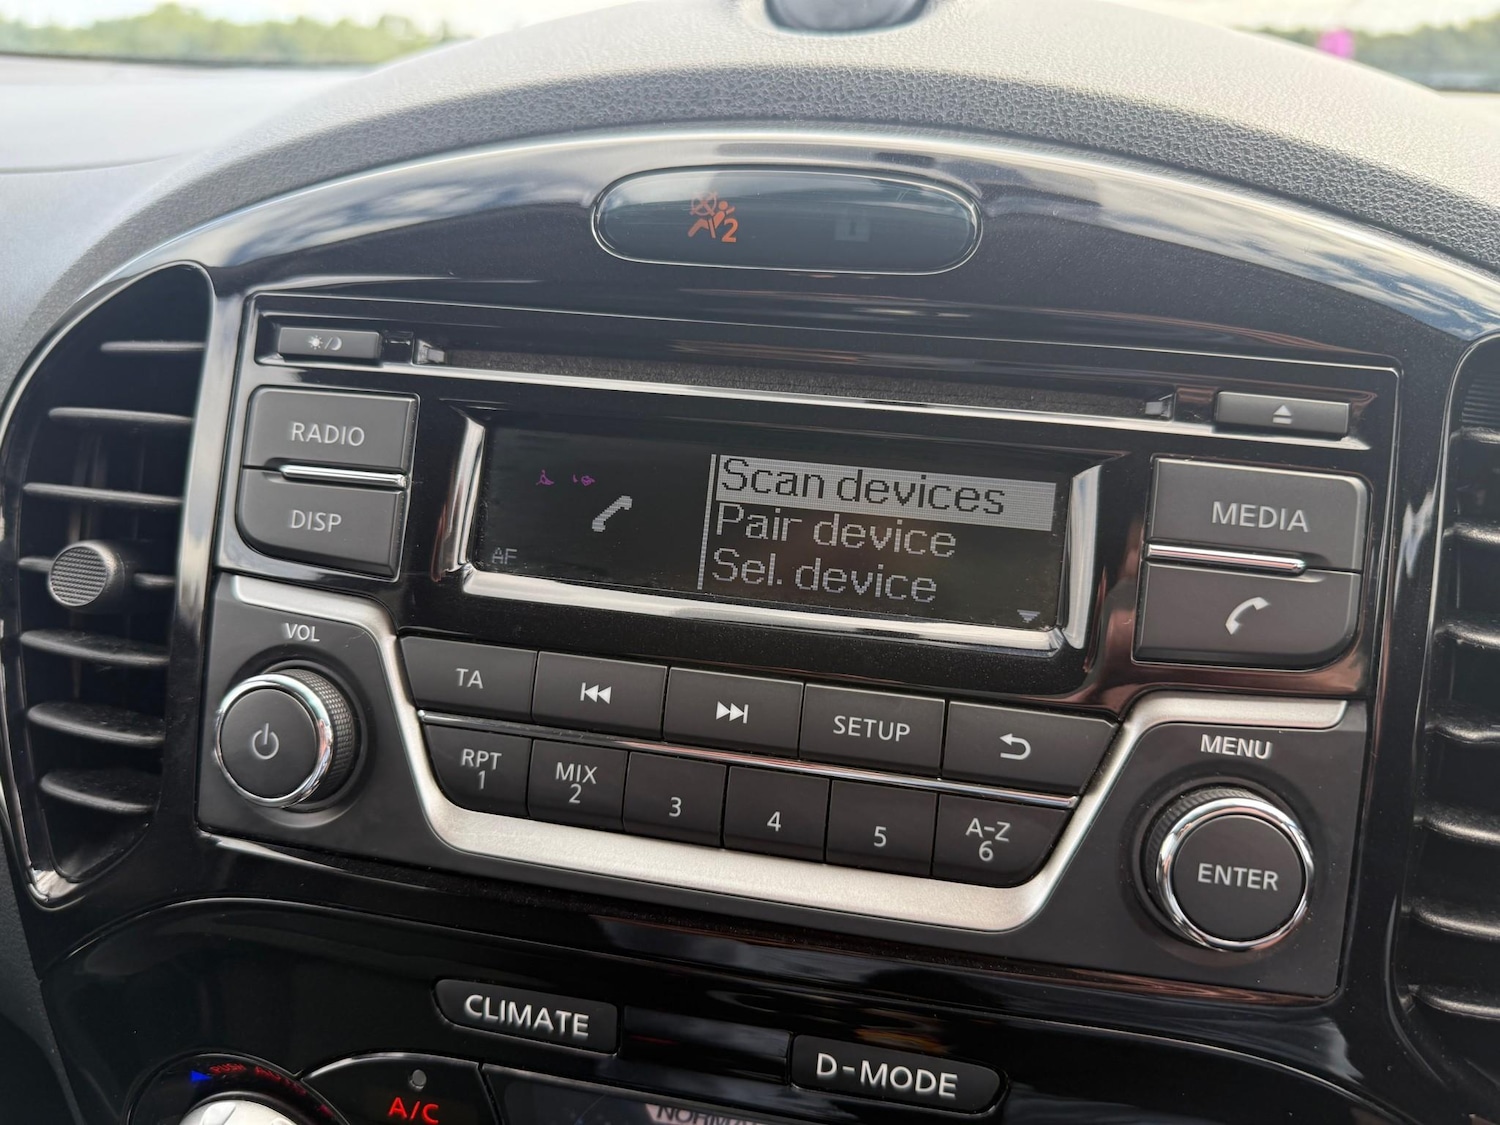 2
RADIO
DISP
AF
Scan devices
Pair device
Sel. device
MEDIA
VOL
TA
SETUP
MENU
RPT
1
MIX
2
3
4
5
A-Z
6
ENTER
CLIMATE
D-MODE
A/C